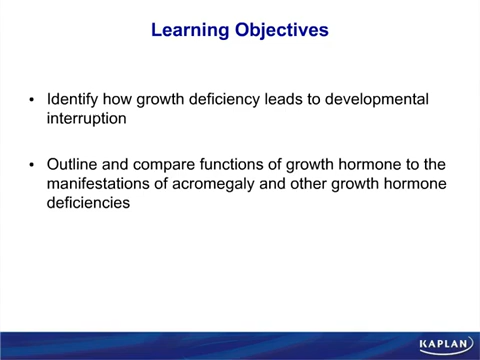 Learning Objectives
• Identify how growth deficiency leads to developmental
interruption
• Outline and compare functions of growth hormone to the
manifestations of acromegaly and other growth hormone
deficiencies
KAPLAN